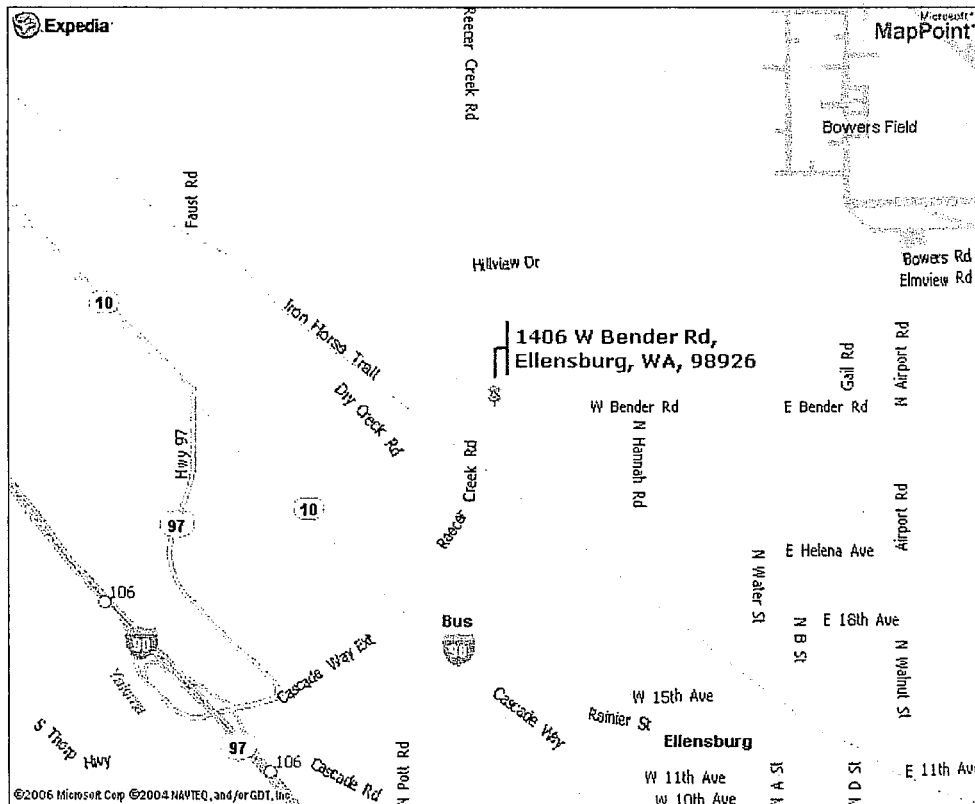 Expedia
Microsoft
MapPoint
Reecer Creek Rd
Bowers Field
Faust Rd
Hillview Dr
Bowers Rd
Elmview Rd
10
Iron Horse Trail
1406 W Bender Rd,
Ellensburg, WA, 98926
Gail Rd
N Airport Rd
Dry Creek Rd
W Bender Rd
E Bender Rd
N Hannah Rd
Hwy 97
Reecer Creek Rd
10
97
Airport Rd
E Helena Ave
N Water St
106
E 18th Ave
N B St
Bus
90
N Walnut St
Cascade Way Ext
Yakima
W 15th Ave
Cascade Way
Rainier St
S Thorp Hwy
97
Ellensburg
106
Cascade Rd
N Pott Rd
W 11th Ave
N A St
N D St
E 11th Ave
W 10th Ave
©2006 Microsoft Corp ©2004 NAVTEQ, and/or GDT, Inc